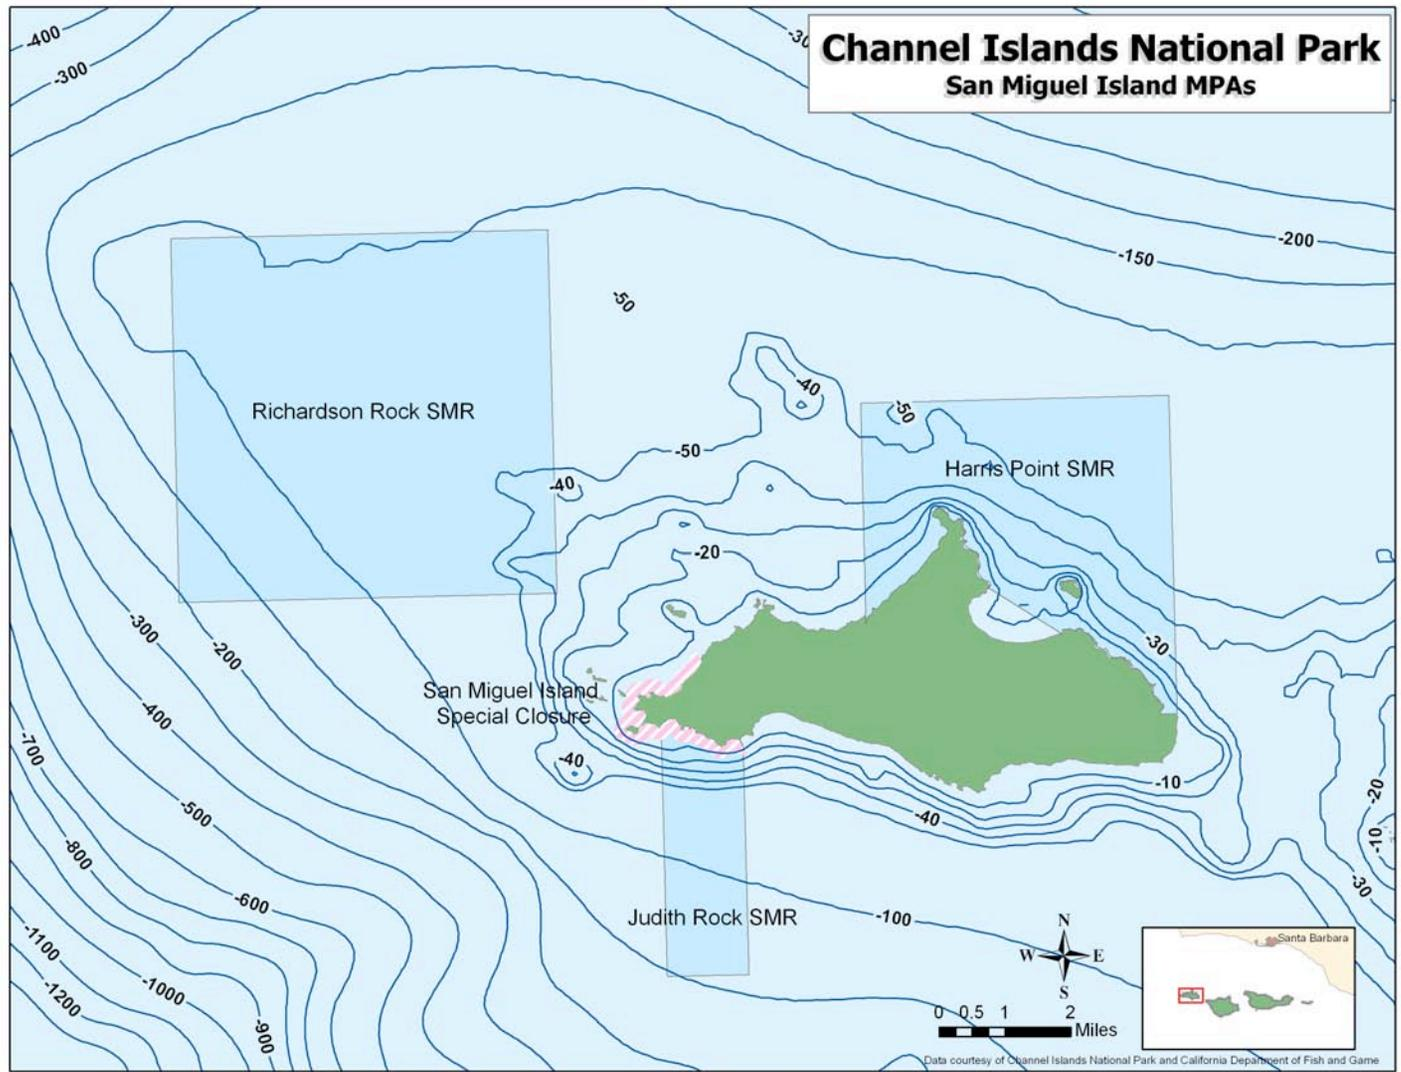 Channel Islands National Park
San Miguel Island MPAs
-400
-300
-30
-200
-150
-50
-40
-50
Richardson Rock SMR
-50
Harris Point SMR
-40
-20
-300
-200
-30
San Miguel Island
Special Closure
-400
-700
-40
-10
-20
-500
-40
-10
-800
-30
-600
Judith Rock SMR
-100
N
W
E
S
Santa Barbara
-1100
-1000
-1200
-900
0 0.5 1 2
Miles
Data courtesy of Channel Islands National Park and California Department of Fish and Game